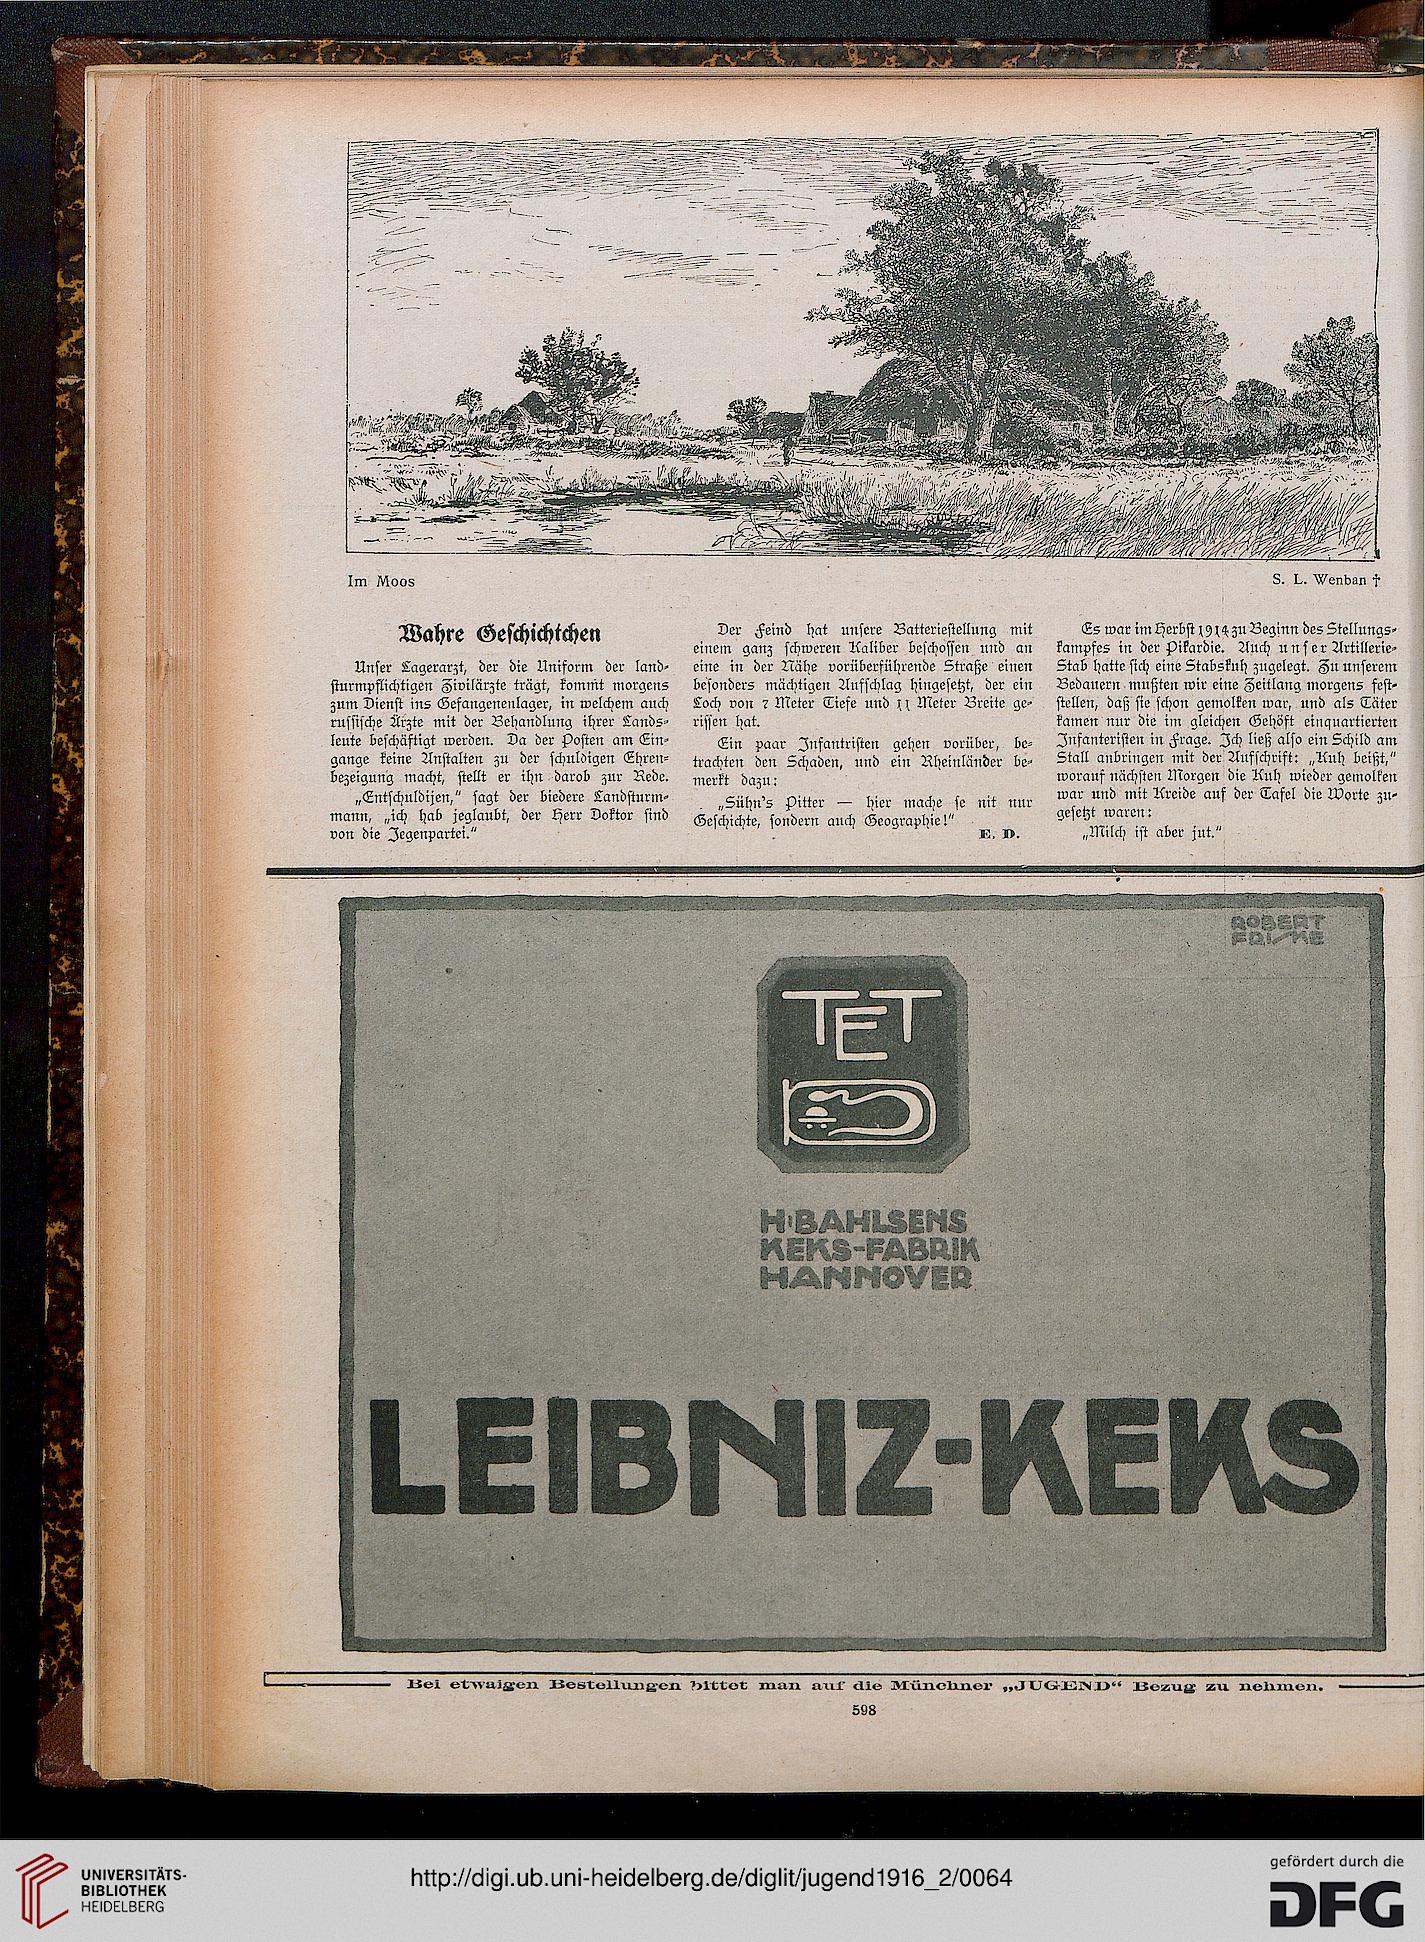 Im Moos
S. L. Wenban †
Wahre Geschichtchen
Unser Lagerarzt, der die Uniform der land-
sturmpflichtigen Zivilärzte trägt, kommt morgens
zum Dienst ins Gefangenenlager, in welchem auch
russische Ärzte mit der Behandlung ihrer Lands-
leute beschäftigt werden. Da der Posten am Ein-
gange keine Anstalten zu der schuldigen Ehren-
bezeigung macht, stellt er ihn darob zur Rede.
„Entschuldijen,“ sagt der biedere Landsturm-
mann, „ich hab jeglaubt, der Herr Doktor sind
von die Jegenpartei.“
Der Feind hat unsere Batteriestellung mit
einem ganz schweren Kaliber beschossen und an
eine in der Nähe vorüberführende Straße einen
besonders mächtigen Aufschlag hingesetzt, der ein
Loch von 7 Meter Tiefe und 11 Meter Breite ge-
rissen hat.
Ein paar Infantristen gehen vorüber, be-
trachten den Schaden, und ein Rheinländer be-
merkt dazu:
„Sühn's Pitter — hier mache se nit nur
Geschichte, sondern auch Geographie!“
E. D.
Es war im Herbst 1914 zu Beginn des Stellungs-
kampfes in der Pikardie. Auch unser Artillerie-
Stab hatte sich eine Stabskuh zugelegt. Zu unserem
Bedauern mußten wir eine Zeitlang morgens fest-
stellen, daß sie schon gemolken war, und als Täter
kamen nur die im gleichen Gehöft einquartierten
Infanteristen in Frage. Ich ließ also ein Schild am
Stall anbringen mit der Aufschrift: „Kuh beißt,“
worauf nächsten Morgen die Kuh wieder gemolken
war und mit Kreide auf der Tafel die Worte zu-
gesetzt waren:
„Milch ist aber jut.“
ROBERT
FRISKE
TET
H·BAHLSENS
KEKS-FABRIK
HANNOVER
LEIBNIZ-KEKS
Bei etwaigen Bestellungen bittet man auf die Münchner „JUGEND“ Bezug zu nehmen.
598
UNIVERSITÄTS-
BIBLIOTHEK
HEIDELBERG
http://digi.ub.uni-heidelberg.de/diglit/jugend1916_2/0064
gefördert durch die
DFG